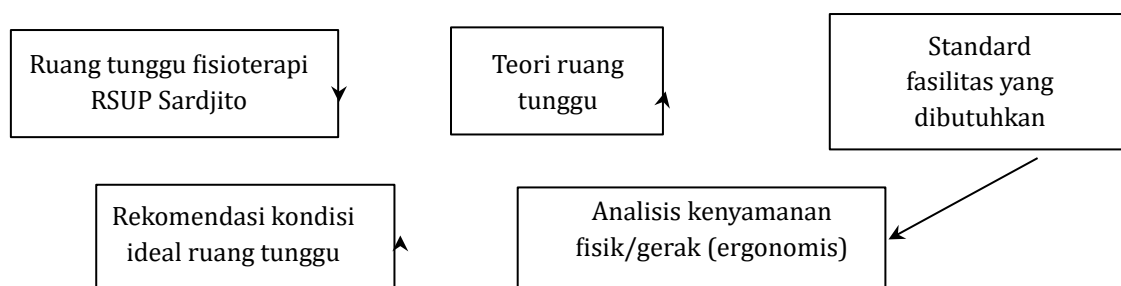 Ruang tunggu fisioterapi
RSUP Sardjito
Teori ruang
tunggu
Standard
fasilitas yang
dibutuhkan
Rekomendasi kondisi
ideal ruang tunggu
Analisis kenyamanan
fisik/gerak (ergonomis)